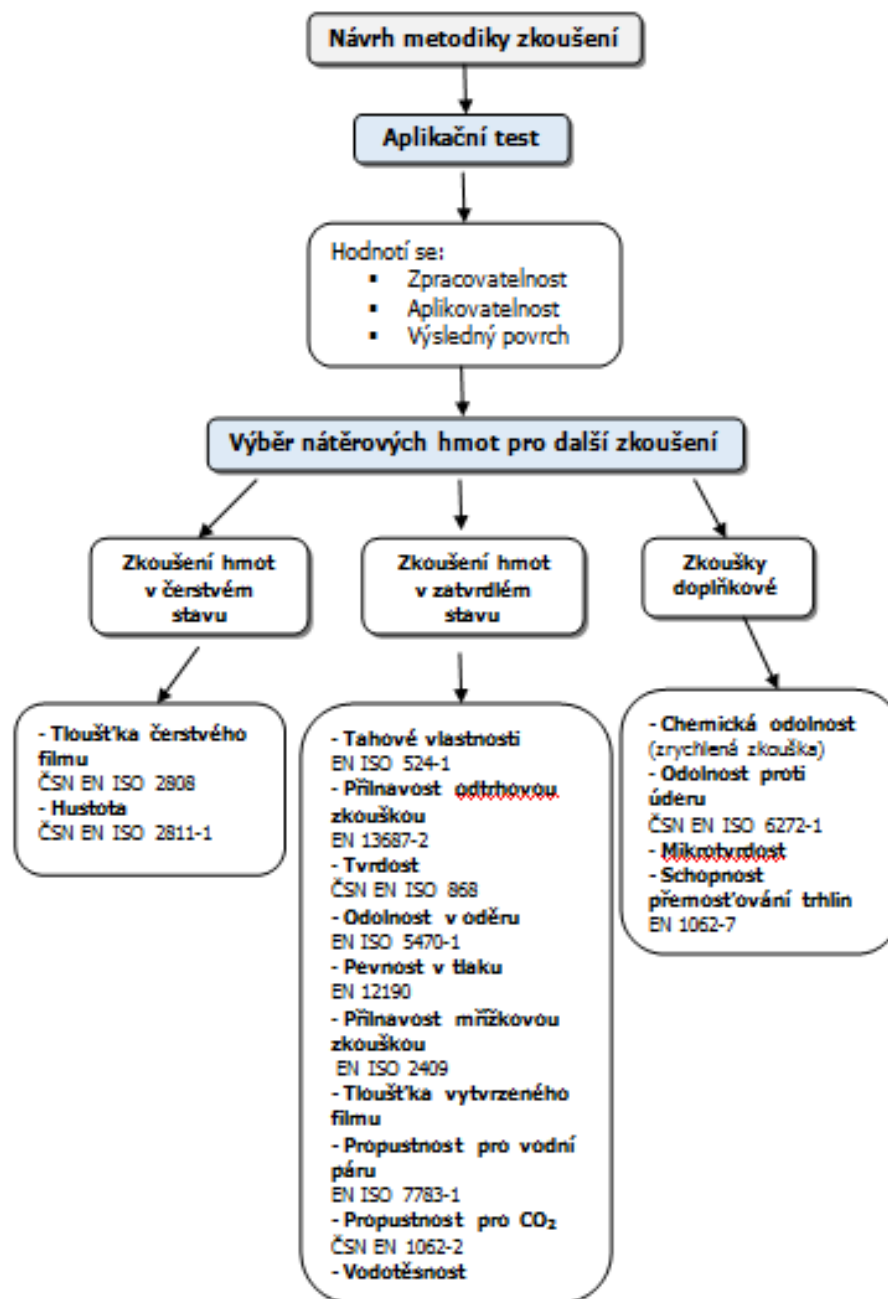 Návrh metodiky zkoušení
Aplikační test
Hodnotí se:
▪ Zpracovatelnost
▪ Aplikovatelnost
▪ Výsledný povrch
Výběr nátěrových hmot pro další zkoušení
Zkoušení hmot
v čerstvém
stavu
- Tloušťka čerstvého
filmu
ČSN EN ISO 2808
- Hustota
ČSN EN ISO 2811-1
Zkoušení hmot
v zatvrdlém
stavu
- Tahové vlastnosti
EN ISO 524-1
- Přílnavost odtrhovou
zkouškou
EN 13687-2
- Tvrdost
ČSN EN ISO 868
- Odolnost v oděru
EN ISO 5470-1
- Pevnost v tlaku
EN 12190
- Přílnavost mřížkovou
zkouškou
EN ISO 2409
- Tloušťka vytvrzeného
filmu
- Propustnost pro vodní
páru
EN ISO 7783-1
- Propustnost pro CO₂
ČSN EN 1062-2
- Vodotěsnost
Zkoušky
doplňkové
- Chemická odolnost
(zrychlená zkouška)
- Odolnost proti
úderu
ČSN EN ISO 6272-1
- Mikrotvrdost
- Schopnost
přemosťování trhlin
EN 1062-7